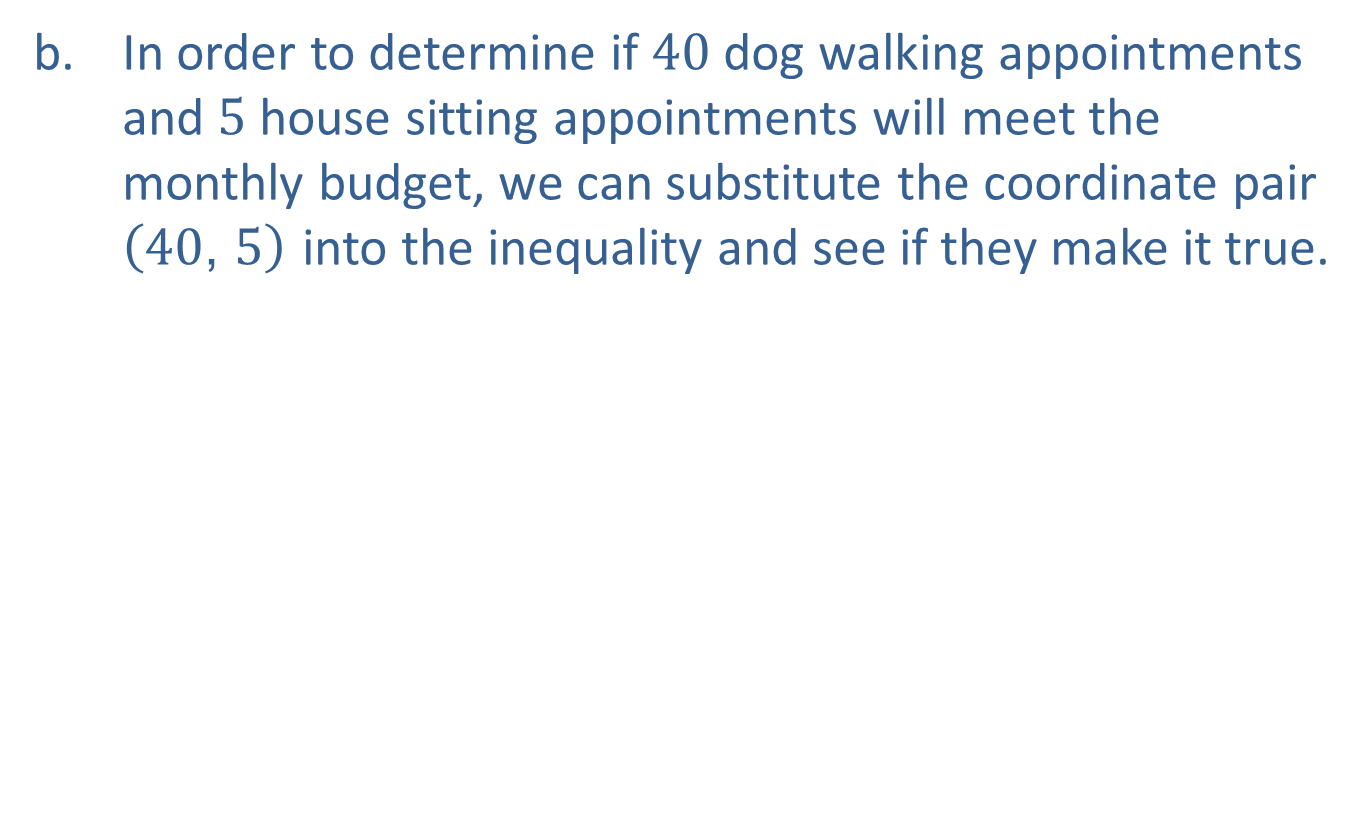 b. In order to determine if 40 dog walking appointments
and 5 house sitting appointments will meet the
monthly budget, we can substitute the coordinate pair
(40, 5) into the inequality and see if they make it true.